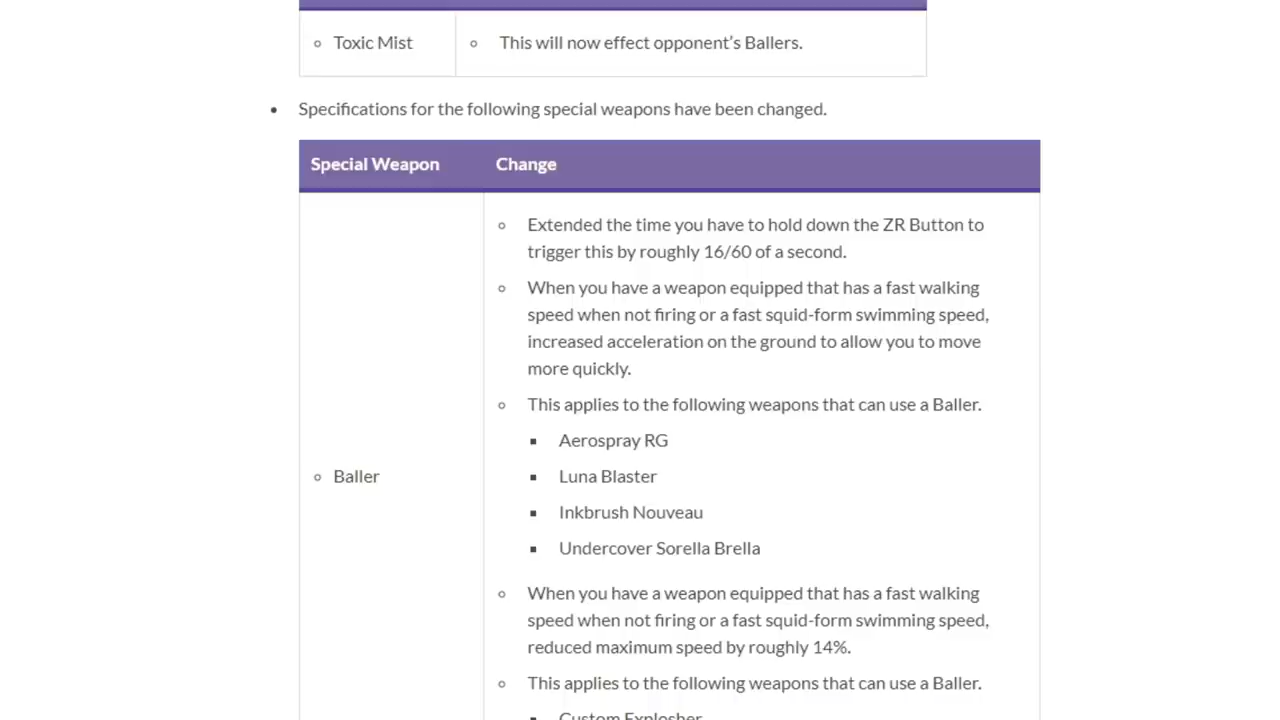 Toxic Mist
This will now effect opponent’s Ballers.
Specifications for the following special weapons have been changed.
Special Weapon
Change
Baller
Extended the time you have to hold down the ZR Button to
trigger this by roughly 16/60 of a second.
When you have a weapon equipped that has a fast walking
speed when not firing or a fast squid-form swimming speed,
increased acceleration on the ground to allow you to move
more quickly.
This applies to the following weapons that can use a Baller.
Aerospray RG
Luna Blaster
Inkbrush Nouveau
Undercover Sorella Brella
When you have a weapon equipped that has a fast walking
speed when not firing or a fast squid-form swimming speed,
reduced maximum speed by roughly 14%.
This applies to the following weapons that can use a Baller.
Custom Explosher